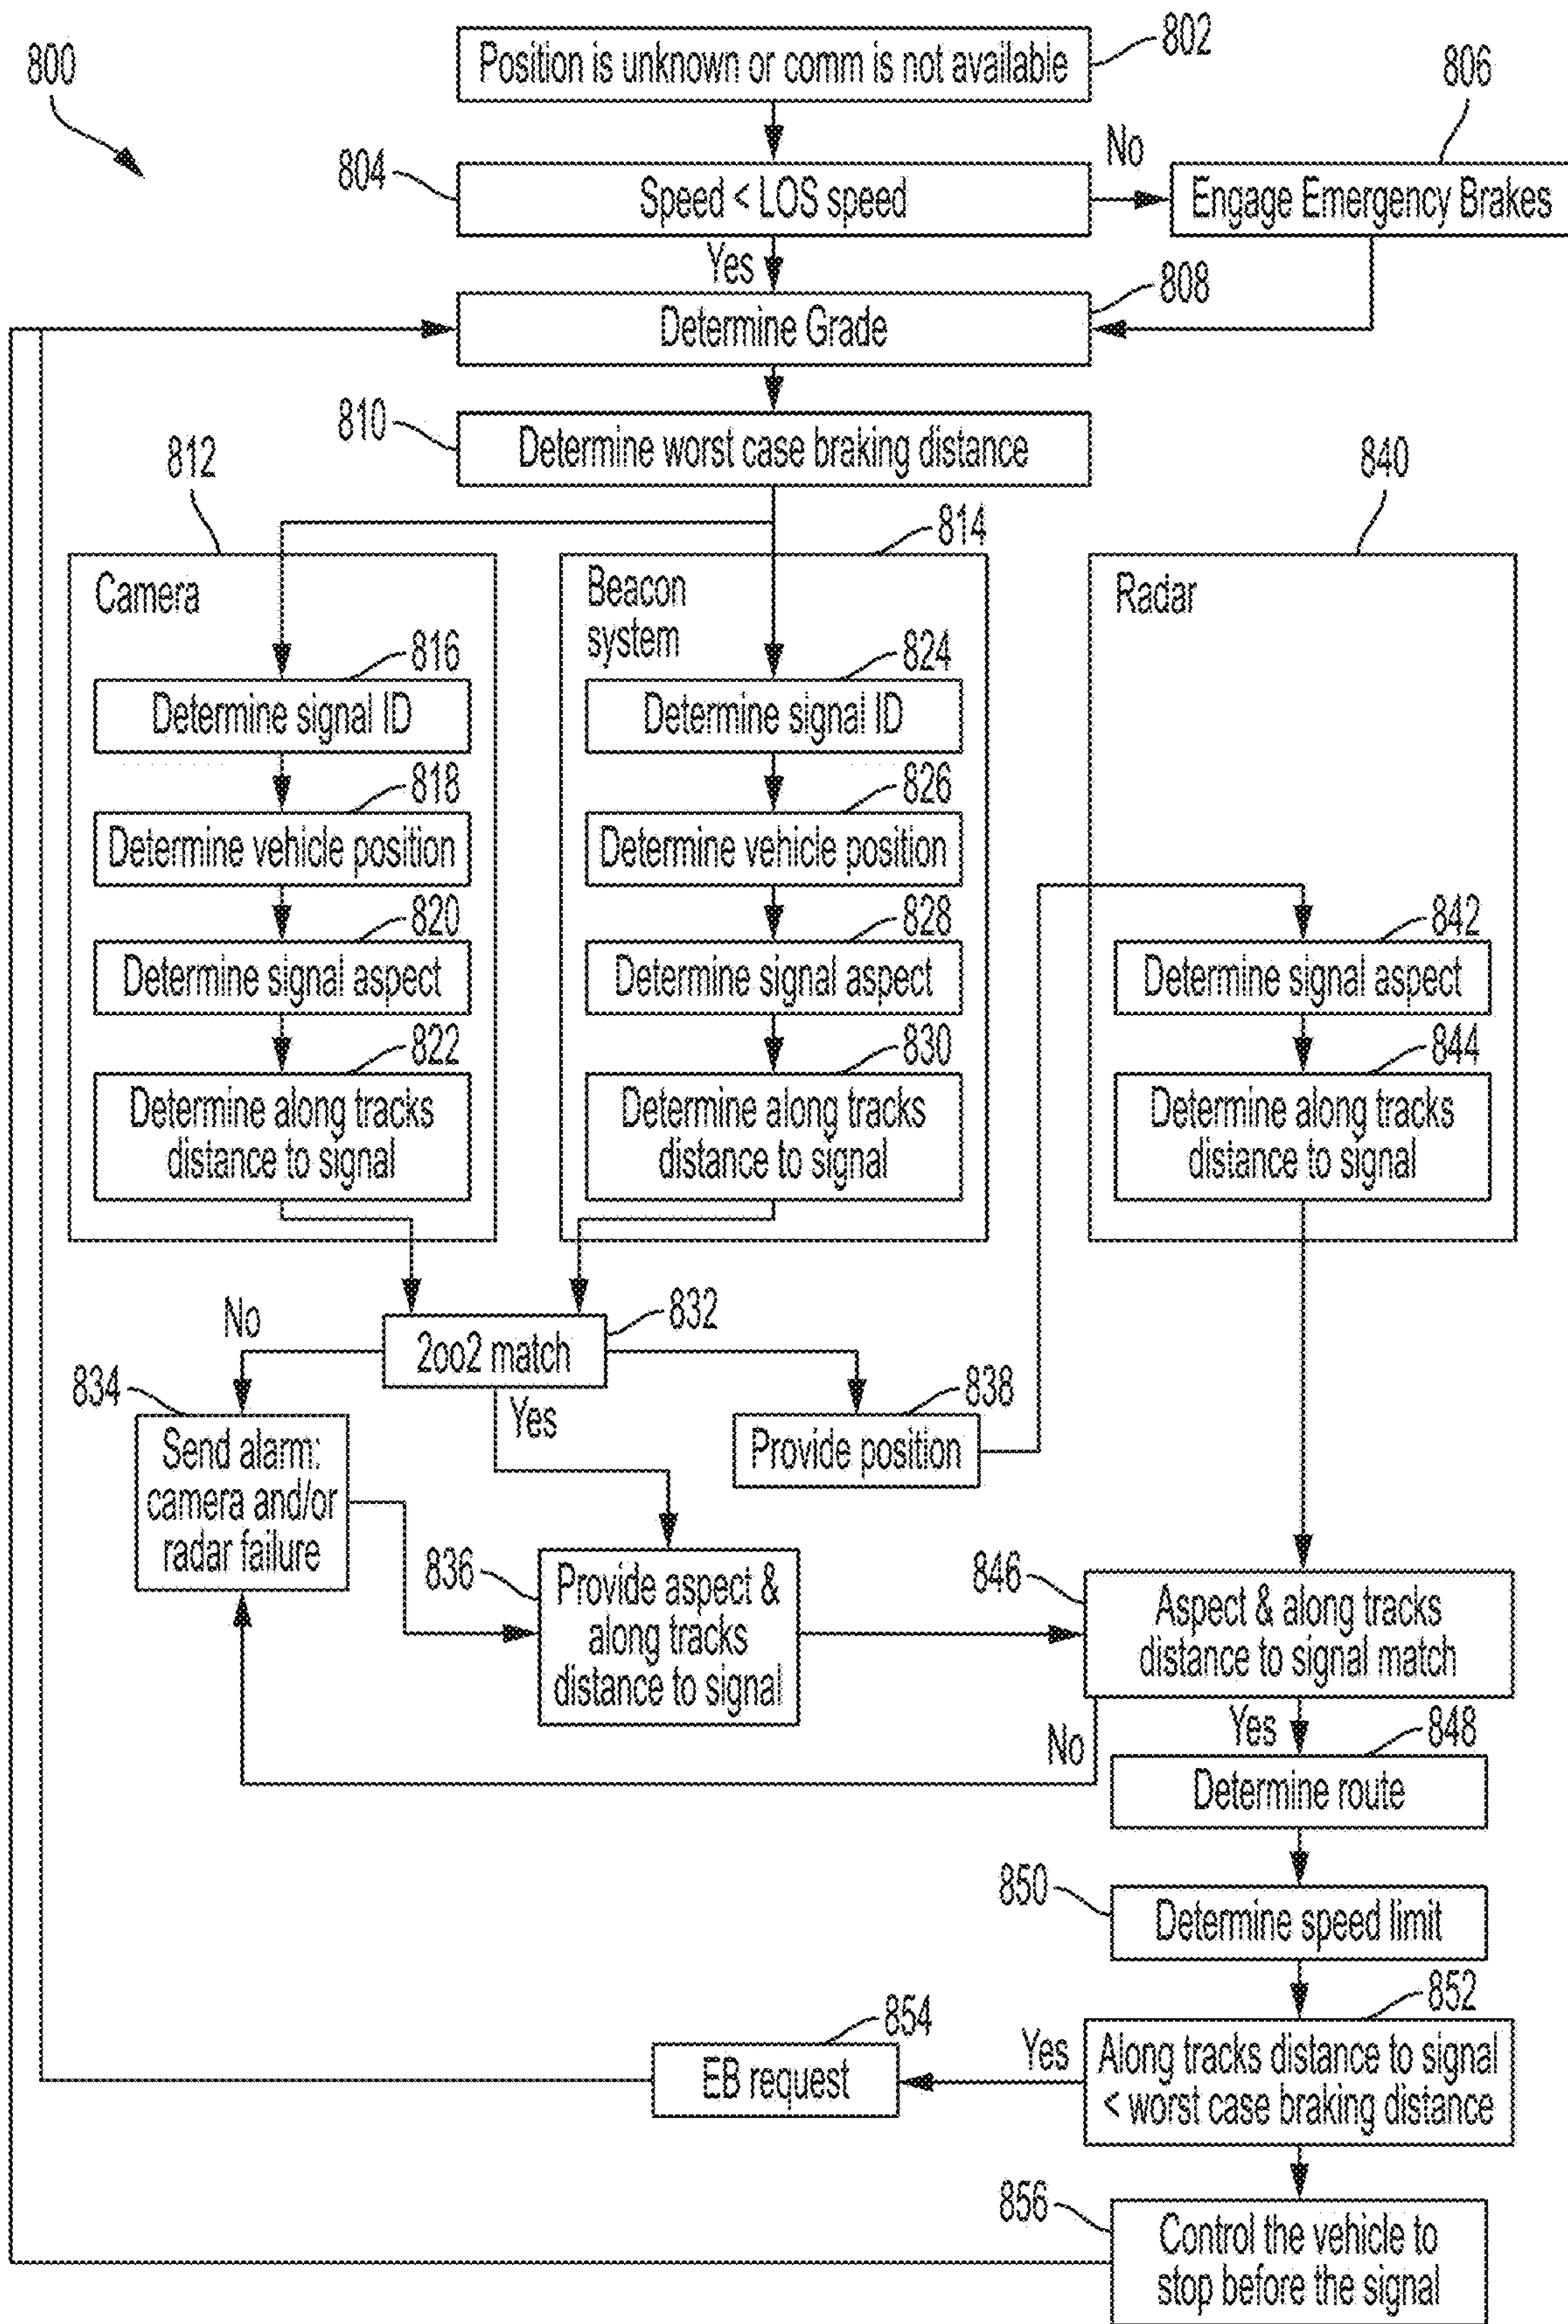 800
Position is unknown or comm is not available
802
804
Speed < LOS speed
No
806
Engage Emergency Brakes
Yes
808
Determine Grade
810
Determine worst case braking distance
812
Camera
816
Determine signal ID
818
Determine vehicle position
820
Determine signal aspect
822
Determine along tracks
distance to signal
814
Beacon
system
824
Determine signal ID
826
Determine vehicle position
828
Determine signal aspect
830
Determine along tracks
distance to signal
840
Radar
842
Determine signal aspect
844
Determine along tracks
distance to signal
No
2oo2 match
832
834
Send alarm:
camera and/or
radar failure
Yes
838
Provide position
836
Provide aspect &
along tracks
distance to signal
846
Aspect & along tracks
distance to signal match
No
Yes
848
Determine route
850
Determine speed limit
852
Along tracks distance to signal
< worst case braking distance
Yes
854
EB request
856
Control the vehicle to
stop before the signal